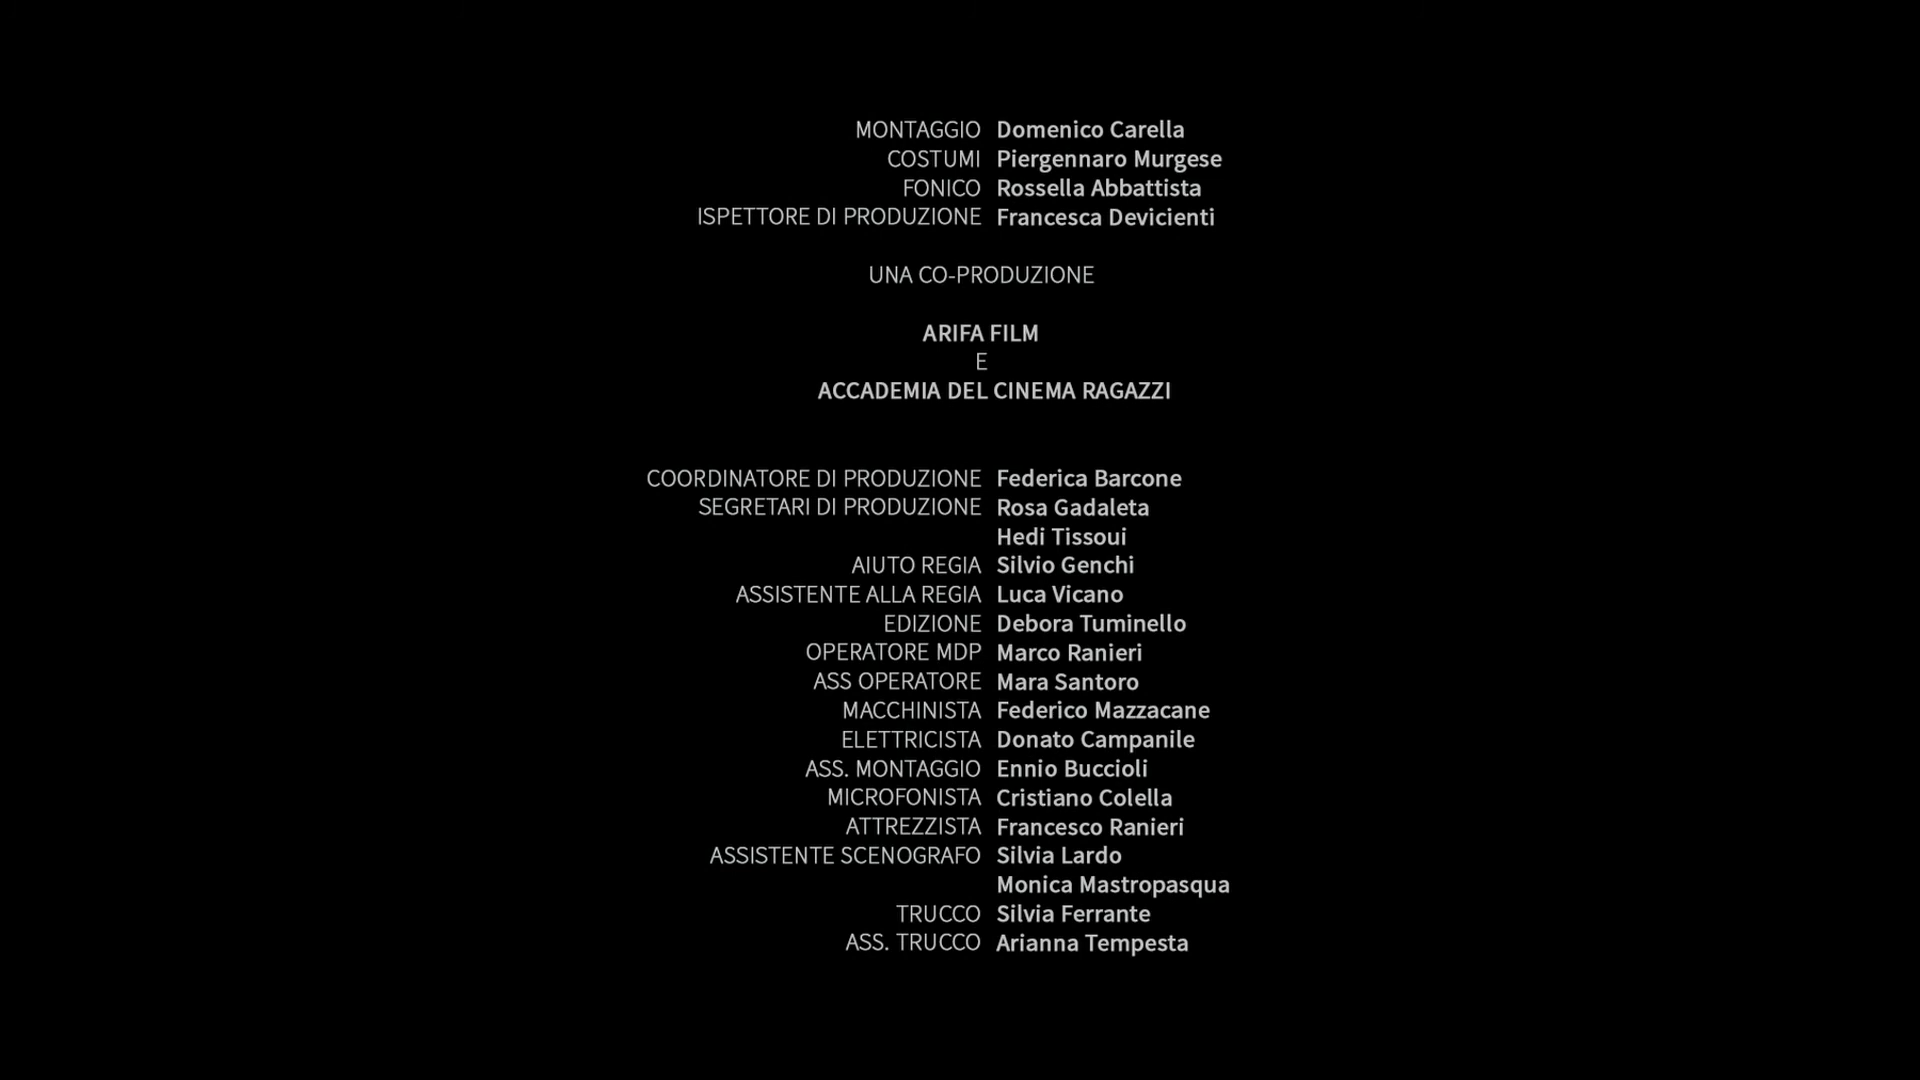 MONTAGGIO Domenico Carella
COSTUMI Piergennaro Murgese
FONICO Rossella Abbattista
ISPETTORE DI PRODUZIONE Francesca Devicienti
UNA CO-PRODUZIONE
ARIFA FILM
E
ACCADEMIA DEL CINEMA RAGAZZI
COORDINATORE DI PRODUZIONE Federica Barcone
SEGRETARI DI PRODUZIONE Rosa Gadaleta
Hedi Tissoui
AIUTO REGIA Silvio Genchi
ASSISTENTE ALLA REGIA Luca Vicano
EDIZIONE Debora Tuminello
OPERATORE MDP Marco Ranieri
ASS OPERATORE Mara Santoro
MACCHINISTA Federico Mazzacane
ELETTRICISTA Donato Campanile
ASS. MONTAGGIO Ennio Buccioli
MICROFONISTA Cristiano Colella
ATTREZZISTA Francesco Ranieri
ASSISTENTE SCENOGRAFO Silvia Lardo
Monica Mastropasqua
TRUCCO Silvia Ferrante
ASS. TRUCCO Arianna Tempesta